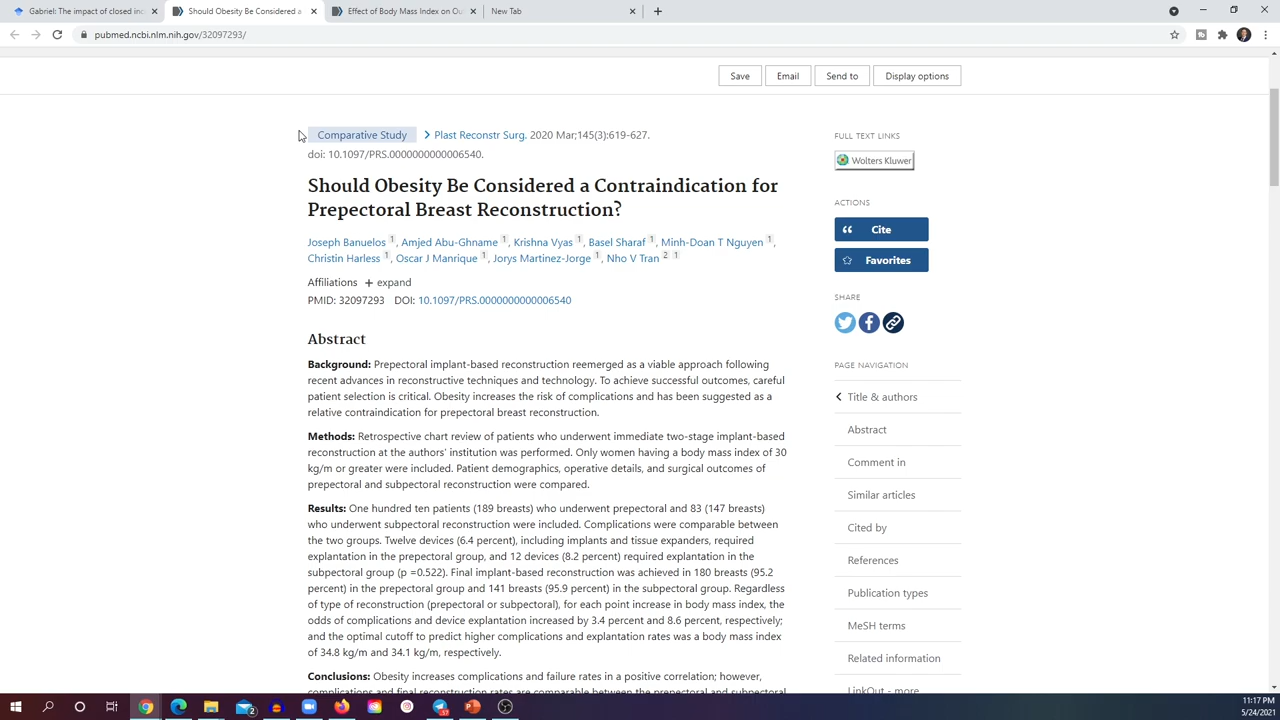 Gabriel: The impact of closed inc
Should Obesity Be Considered a
Effect of Body Mass Index on Ou
New Tab
pubmed.ncbi.nlm.nih.gov/32097293/
Save
Email
Send to
Display options
Comparative Study
Plast Reconstr Surg. 2020 Mar;145(3):619-627.
doi: 10.1097/PRS.0000000000006540.
Should Obesity Be Considered a Contraindication for
Prepectoral Breast Reconstruction?
Joseph Banuelos 1, Amjed Abu-Ghname 1, Krishna Vyas 1, Basel Sharaf 1, Minh-Doan T Nguyen 1,
Christin Harless 1, Oscar J Manrique 1, Jorys Martinez-Jorge 1, Nho V Tran 2 1
Affiliations + expand
PMID: 32097293 DOI: 10.1097/PRS.0000000000006540
Abstract
Background: Prepectoral implant-based reconstruction reemerged as a viable approach following
recent advances in reconstructive techniques and technology. To achieve successful outcomes, careful
patient selection is critical. Obesity increases the risk of complications and has been suggested as a
relative contraindication for prepectoral breast reconstruction.
Methods: Retrospective chart review of patients who underwent immediate two-stage implant-based
reconstruction at the authors' institution was performed. Only women having a body mass index of 30
kg/m or greater were included. Patient demographics, operative details, and surgical outcomes of
prepectoral and subpectoral reconstruction were compared.
Results: One hundred ten patients (189 breasts) who underwent prepectoral and 83 (147 breasts)
who underwent subpectoral reconstruction were included. Complications were comparable between
the two groups. Twelve devices (6.4 percent), including implants and tissue expanders, required
explantation in the prepectoral group, and 12 devices (8.2 percent) required explantation in the
subpectoral group (p =0.522). Final implant-based reconstruction was achieved in 180 breasts (95.2
percent) in the prepectoral group and 141 breasts (95.9 percent) in the subpectoral group. Regardless
of type of reconstruction (prepectoral or subpectoral), for each point increase in body mass index, the
odds of complications and device explantation increased by 3.4 percent and 8.6 percent, respectively;
and the optimal cutoff to predict higher complications and explantation rates was a body mass index
of 34.8 kg/m and 34.1 kg/m, respectively.
Conclusions: Obesity increases complications and failure rates in a positive correlation; however,
complications and final reconstruction rates are comparable between the prepectoral and subpectoral
FULL TEXT LINKS
Wolters Kluwer
ACTIONS
Cite
Favorites
SHARE
PAGE NAVIGATION
Title & authors
Abstract
Comment in
Similar articles
Cited by
References
Publication types
MeSH terms
Related information
LinkOut - more
11:17 PM
5/24/2021